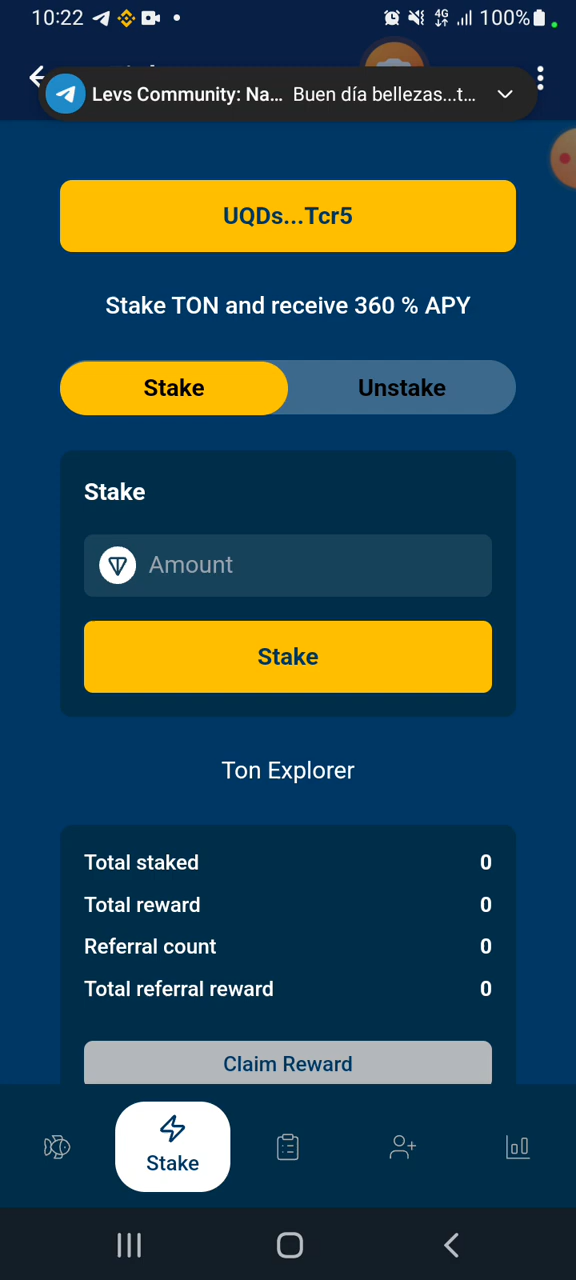 10:22
4G
100%
Levs Community: Na... Buen día bellezas...t...
UQDs...Tcr5
Stake TON and receive 360 % APY
Stake
Unstake
Stake
Amount
Stake
Ton Explorer
Total staked 0
Total reward 0
Referral count 0
Total referral reward 0
Claim Reward
Stake